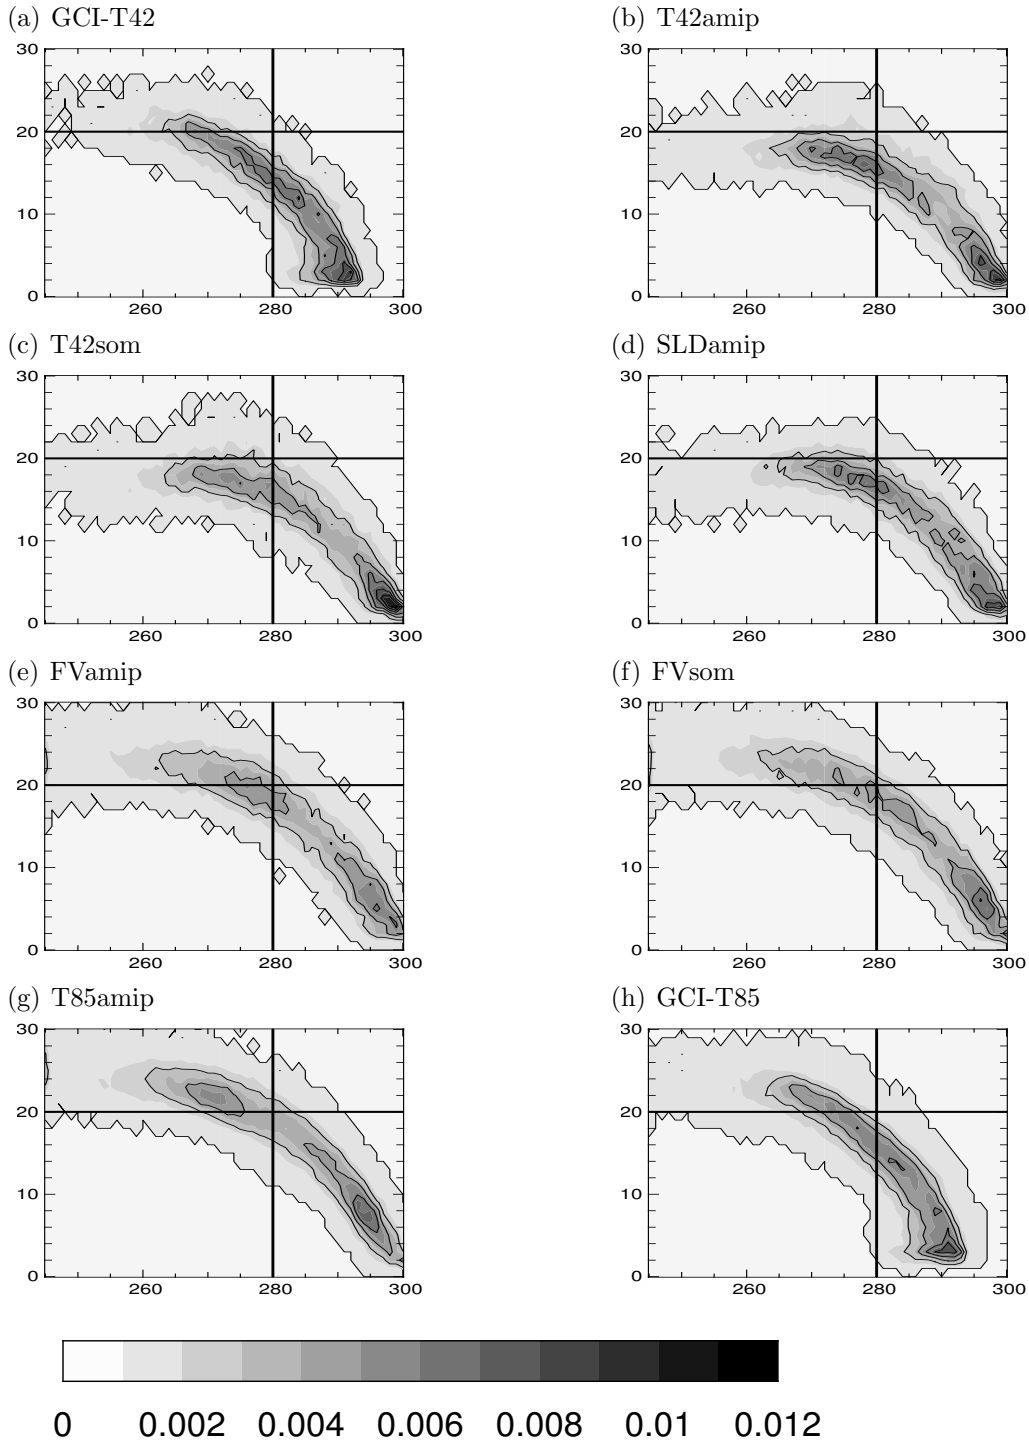 (a) GCI-T42
(b) T42amip
30
20
10
0
260 280 300
30
20
10
0
260 280 300
(c) T42som
(d) SLDamip
30
20
10
0
260 280 300
30
20
10
0
260 280 300
(e) FVamip
(f) FVsom
30
20
10
0
260 280 300
30
20
10
0
260 280 300
(g) T85amip
(h) GCI-T85
30
20
10
0
260 280 300
30
20
10
0
260 280 300
0 0.002 0.004 0.006 0.008 0.01 0.012